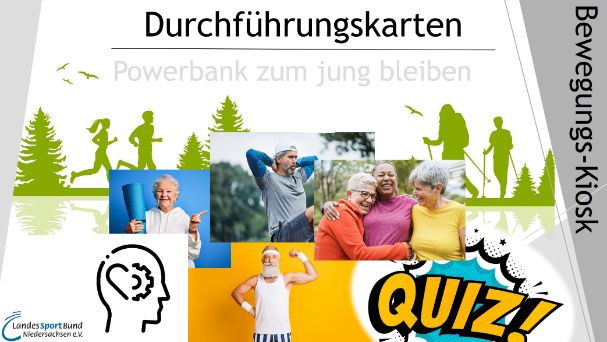 Durchführungskarten
Powerbank zum jung bleiben
Bewegungs-Kiosk
QUIZ!
LandesSportBund
Niedersachsen e.V.